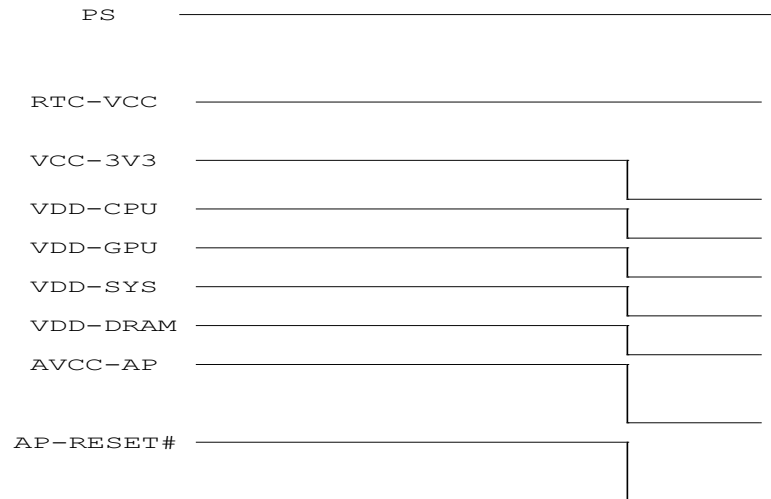 PS
RTC-VCC
VCC-3V3
VDD-CPU
VDD-GPU
VDD-SYS
VDD-DRAM
AVCC-AP
AP-RESET#